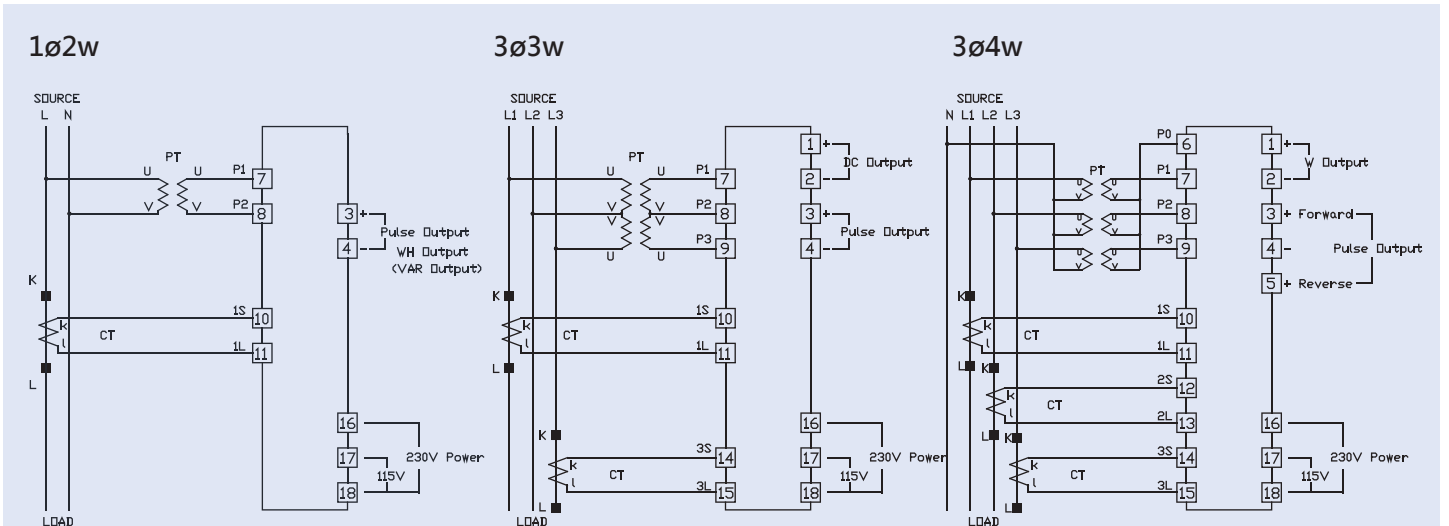 1ø2w
SOURCE
L N
PT
U U P1 7
V V P2 8
3 +
Pulse Output
4 -
WH Output
(VAR Output)
K
1S 10
k
CT
l
1L 11
L
16
17 230V Power
115V
18
LOAD
3ø3w
SOURCE
L1 L2 L3
1 +
DC Output
2 -
PT
U U P1 7
V V P2 8
V V
U U P3 9
3 +
Pulse Output
4 -
K
1S 10
k
CT
l
1L 11
L
K
3S 14
k
CT
l
3L 15
L
16
17 230V Power
115V
18
LOAD
3ø4w
SOURCE
N L1 L2 L3
P0 6
PT
U U P1 7
V V
U U P2 8
V V
U U P3 9
V V
1 +
W Output
2 -
3 + Forward
4 - Pulse Output
5 + Reverse
K
1S 10
k
CT
l
1L 11
L K
2S 12
k
CT
l
2L 13
L K
3S 14
k
CT
l
3L 15
L
16
17 230V Power
115V
18
LOAD